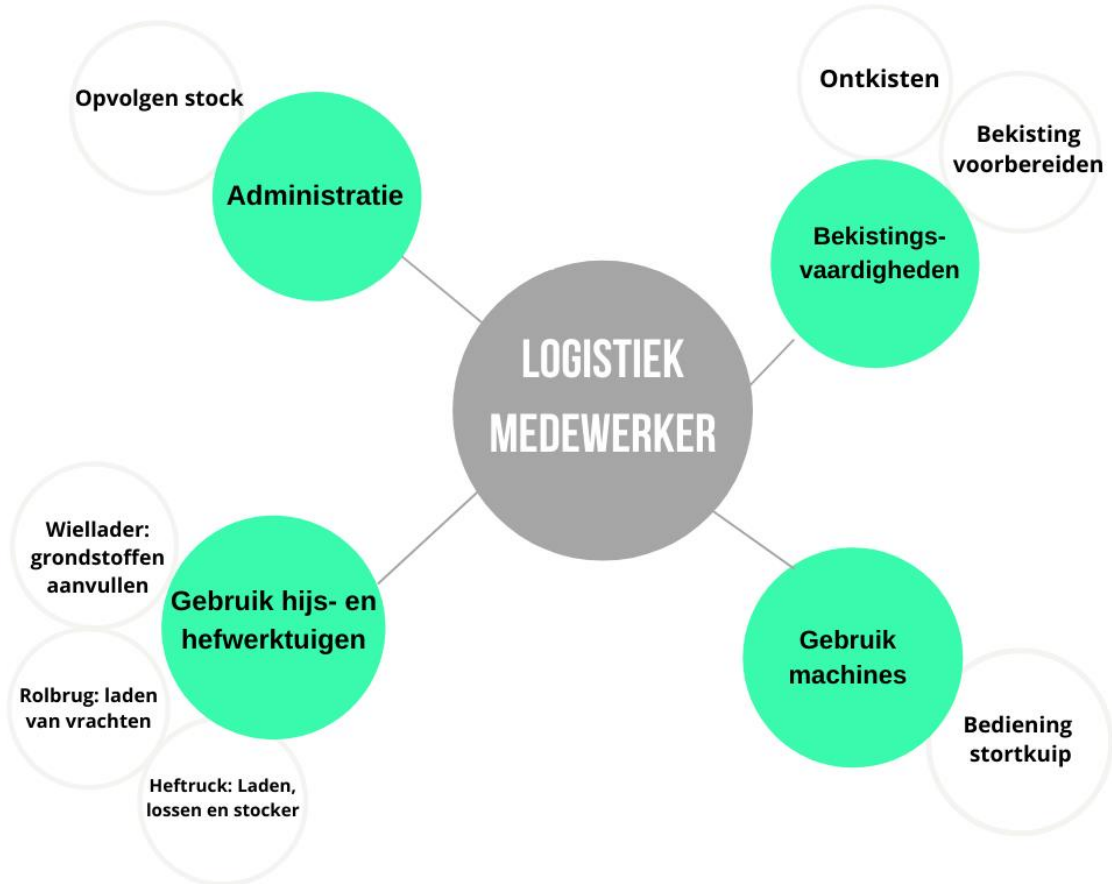 Opvolgen stock
Administratie
Ontkisten
Bekisting
voorbereiden
Bekistings-
vaardigheden
LOGISTIEK
MEDEWERKER
Wiellader:
grondstoffen
aanvullen
Gebruik hijs- en
hefwerktuigen
Rolbrug: laden
van vrachten
Heftruck: Laden,
lossen en stocker
Gebruik
machines
Bediening
stortkuip